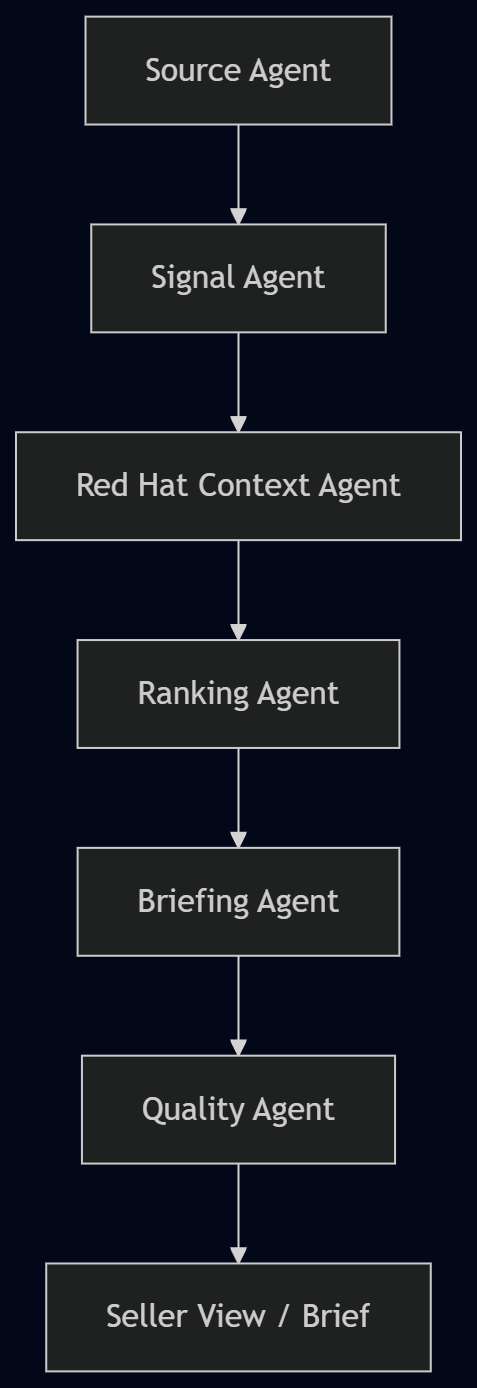 Source Agent
Signal Agent
Red Hat Context Agent
Ranking Agent
Briefing Agent
Quality Agent
Seller View / Brief